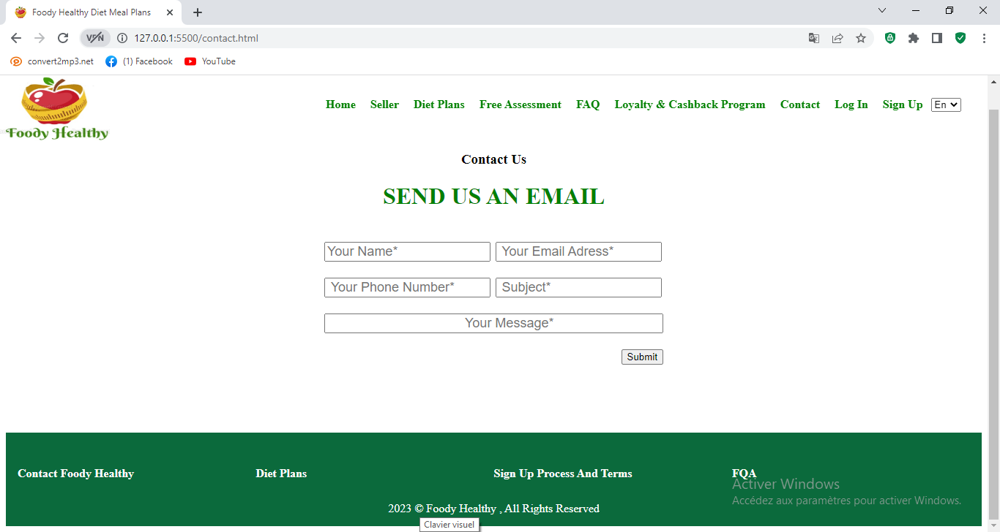 Foody Healthy Diet Meal Plans
VPN 127.0.0.1:5500/contact.html
convert2mp3.net (1) Facebook YouTube
Foody Healthy
Home Seller Diet Plans Free Assessment FAQ Loyalty & Cashback Program Contact Log In Sign Up En
Contact Us
SEND US AN EMAIL
Your Name* Your Email Adress*
Your Phone Number* Subject*
Your Message*
Submit
Contact Foody Healthy Diet Plans Sign Up Process And Terms FQA
Activer Windows
Accédez aux paramètres pour activer Windows.
2023 © Foody Healthy , All Rights Reserved
Clavier visuel